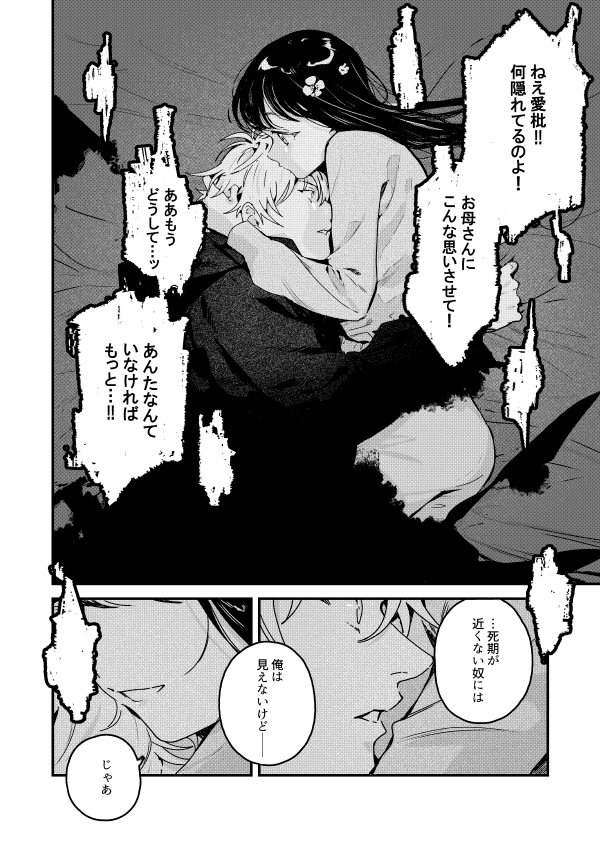 ねえ愛枇!!
何隠れてるのよ！
お母さんに
こんな思いさせて！
ああもう
どうして…ッ
あんたなんて
いなければ
もっと…!!
…死期が
近くない奴には
俺は
見えないけど――
じゃあ